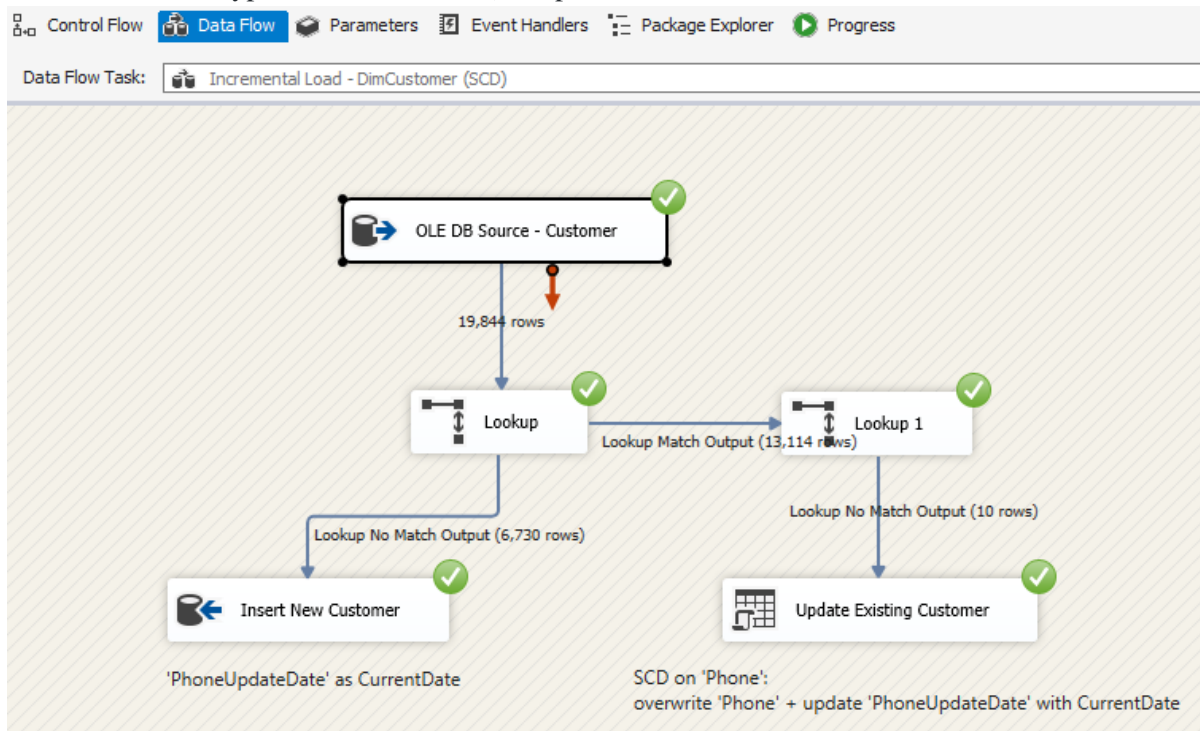 Control Flow Data Flow Parameters Event Handlers Package Explorer Progress
Data Flow Task: Incremental Load - DimCustomer (SCD)
OLE DB Source - Customer
19,844 rows
Lookup
Lookup Match Output (13,114 rows)
Lookup 1
Lookup No Match Output (6,730 rows)
Lookup No Match Output (10 rows)
Insert New Customer
Update Existing Customer
'PhoneUpdateDate' as CurrentDate
SCD on 'Phone':
overwrite 'Phone' + update 'PhoneUpdateDate' with CurrentDate